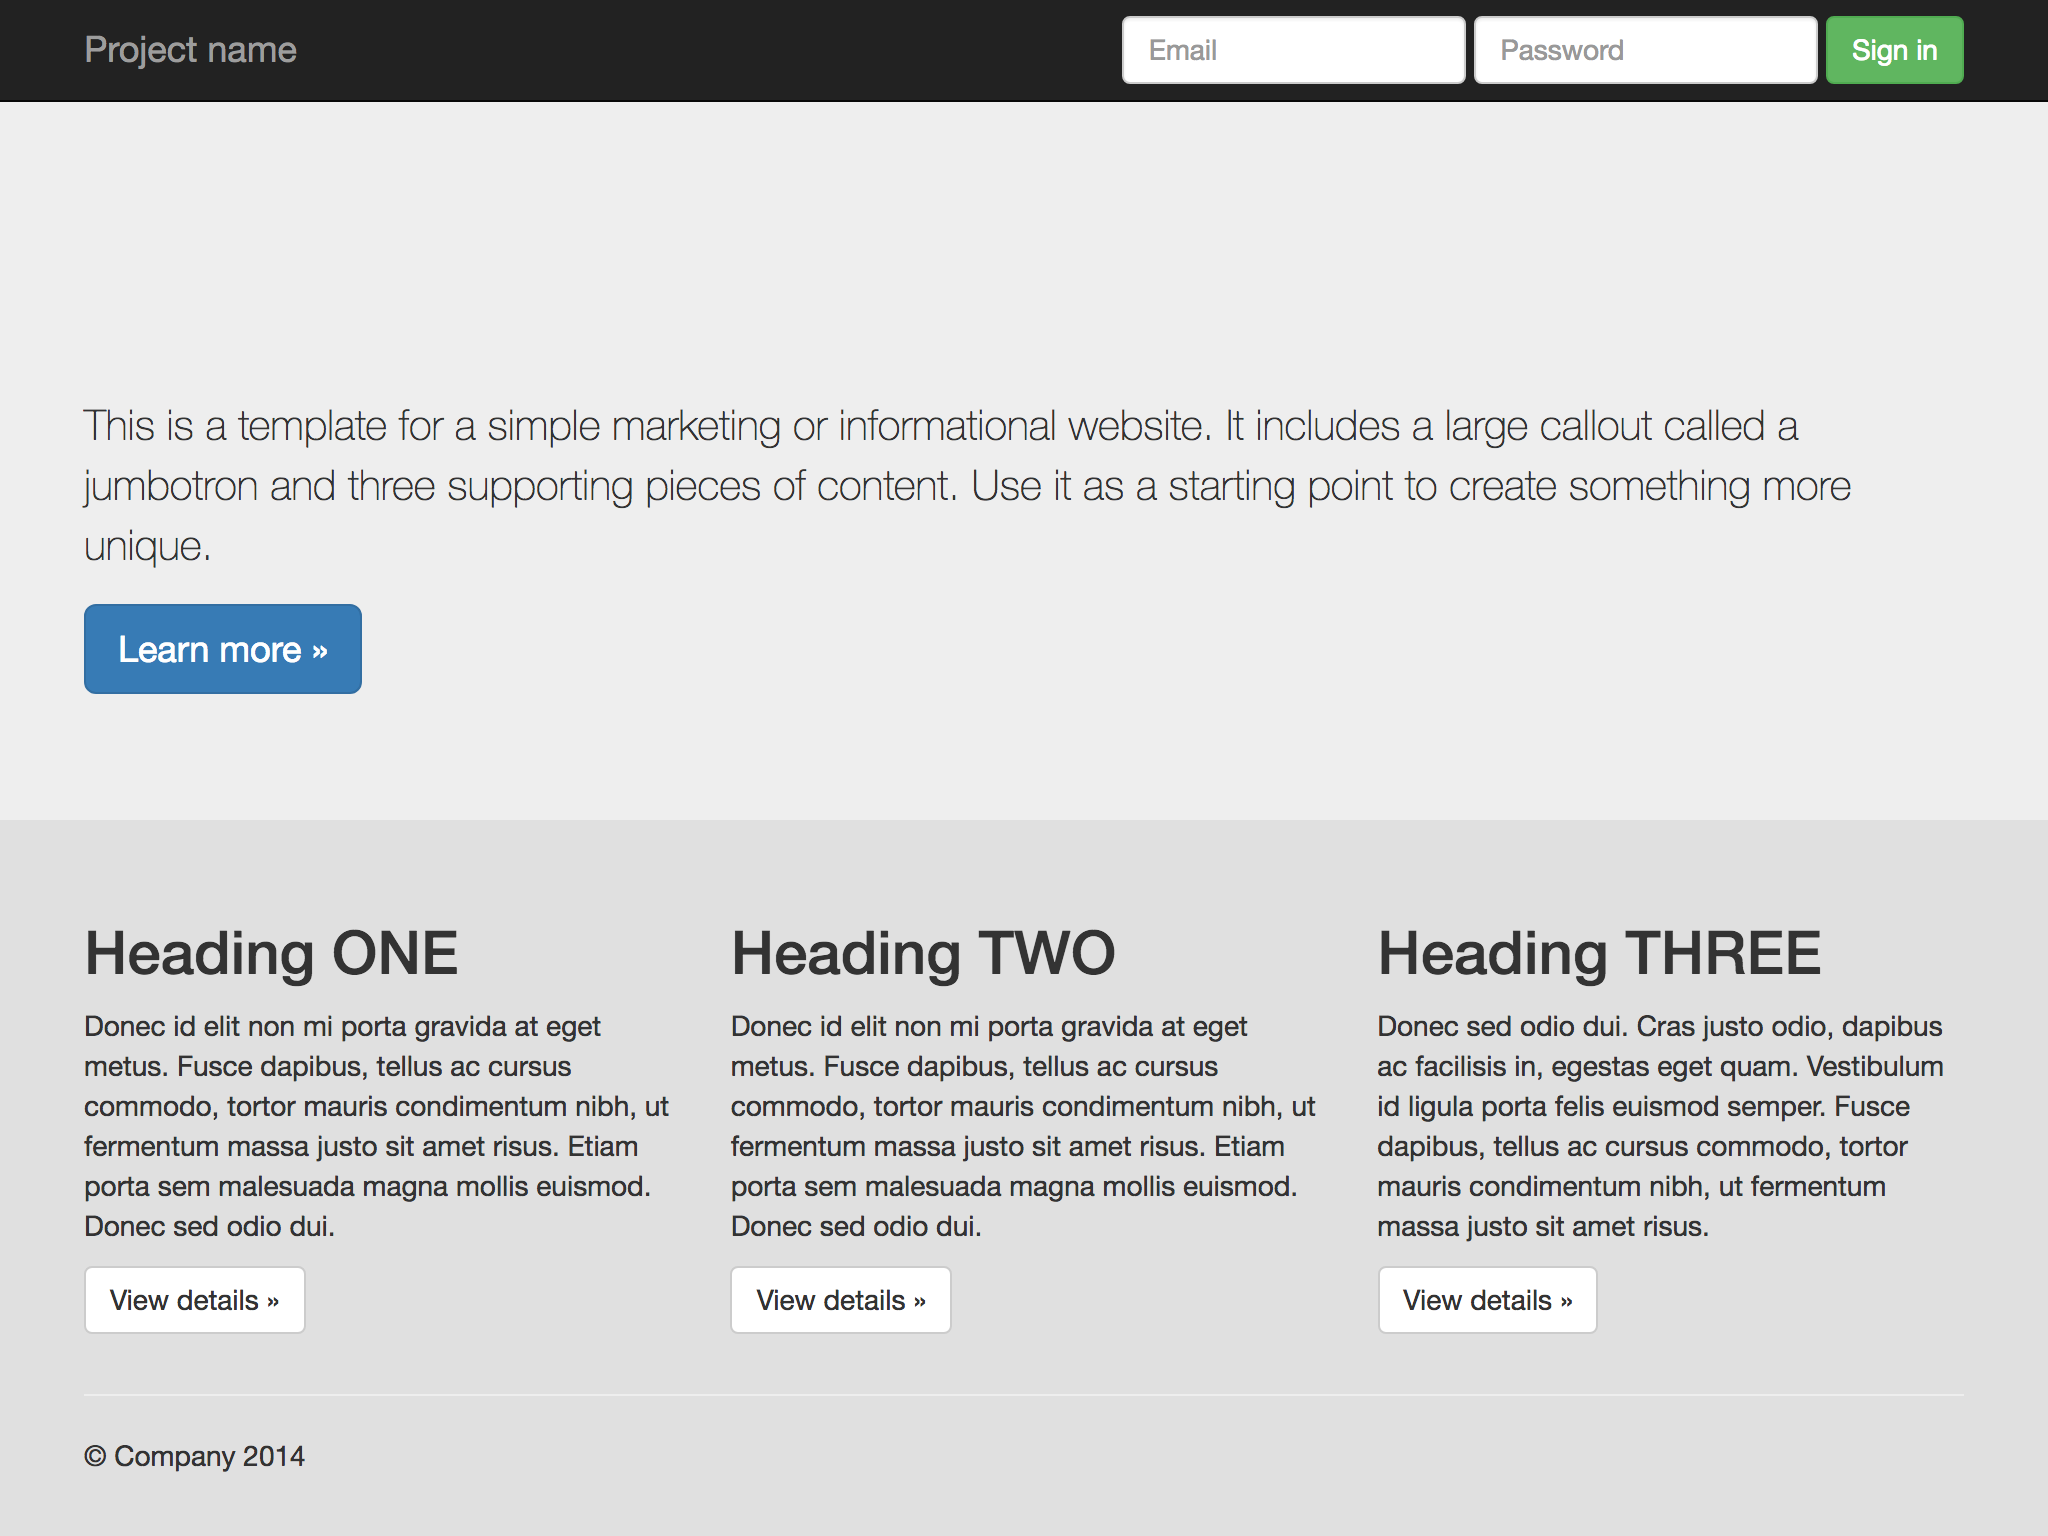 Project name
Email
Password
Sign in
This is a template for a simple marketing or informational website. It includes a large callout called a
jumbotron and three supporting pieces of content. Use it as a starting point to create something more
unique.
Learn more »
Heading ONE
Donec id elit non mi porta gravida at eget
metus. Fusce dapibus, tellus ac cursus
commodo, tortor mauris condimentum nibh, ut
fermentum massa justo sit amet risus. Etiam
porta sem malesuada magna mollis euismod.
Donec sed odio dui.
View details »
Heading TWO
Donec id elit non mi porta gravida at eget
metus. Fusce dapibus, tellus ac cursus
commodo, tortor mauris condimentum nibh, ut
fermentum massa justo sit amet risus. Etiam
porta sem malesuada magna mollis euismod.
Donec sed odio dui.
View details »
Heading THREE
Donec sed odio dui. Cras justo odio, dapibus
ac facilisis in, egestas eget quam. Vestibulum
id ligula porta felis euismod semper. Fusce
dapibus, tellus ac cursus commodo, tortor
mauris condimentum nibh, ut fermentum
massa justo sit amet risus.
View details »
© Company 2014